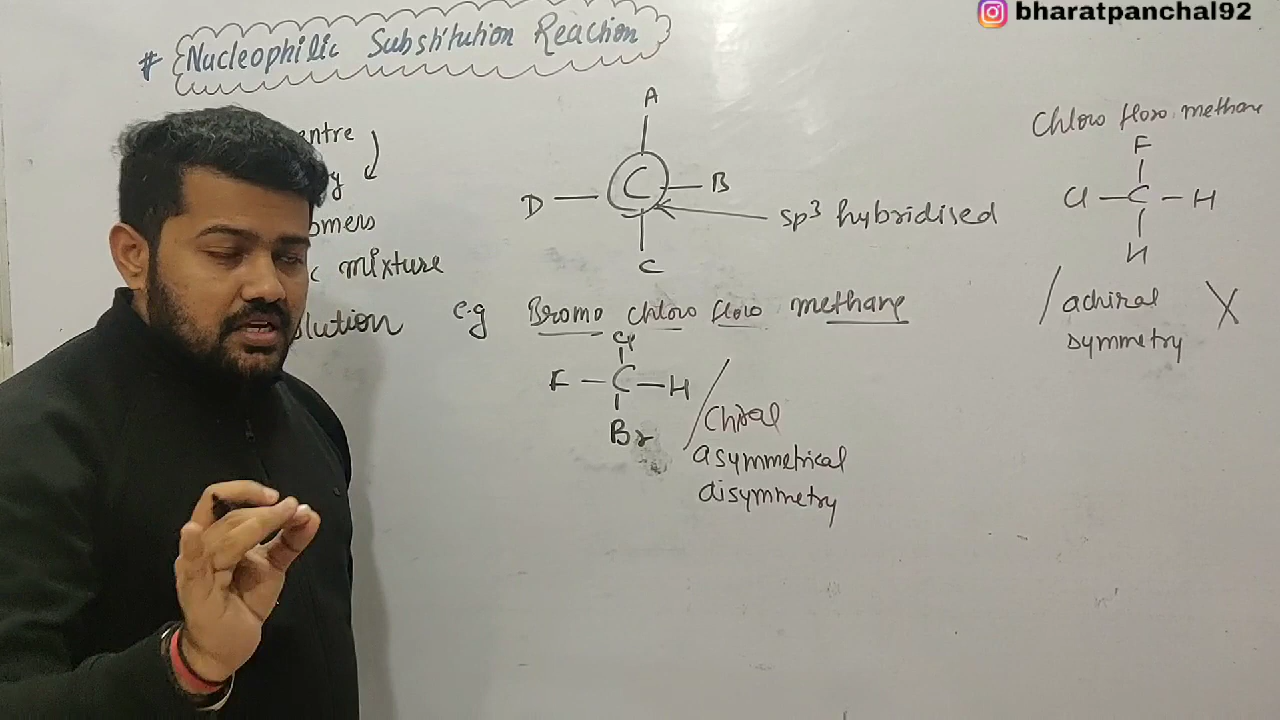 bharatpanchal92
# Nucleophilic Substitution Reaction
entre
y
omers
c mixture
olution
A
D C B
C
sp³ hybridised
e.g Bromo chloro floro methane
Cl
F - C - H
Br
Chiral
asymmetrical
disymmetry
Chloro floro methane
F
Cl - C - H
H
achiral X
symmetry